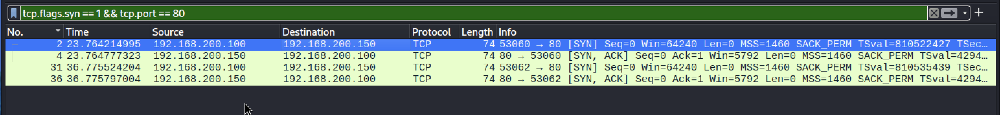 tcp.flags.syn == 1 && tcp.port == 80
No. Time Source Destination Protocol Length Info
2 23.764214995 192.168.200.100 192.168.200.150 TCP 74 53060 → 80 [SYN] Seq=0 Win=64240 Len=0 MSS=1460 SACK_PERM TSval=810522427 TSec…
4 23.764777323 192.168.200.150 192.168.200.100 TCP 74 80 → 53060 [SYN, ACK] Seq=0 Ack=1 Win=5792 Len=0 MSS=1460 SACK_PERM TSval=4294…
31 36.775524204 192.168.200.100 192.168.200.150 TCP 74 53062 → 80 [SYN] Seq=0 Win=64240 Len=0 MSS=1460 SACK_PERM TSval=810535439 TSec…
36 36.775797004 192.168.200.150 192.168.200.100 TCP 74 80 → 53062 [SYN, ACK] Seq=0 Ack=1 Win=5792 Len=0 MSS=1460 SACK_PERM TSval=4294…